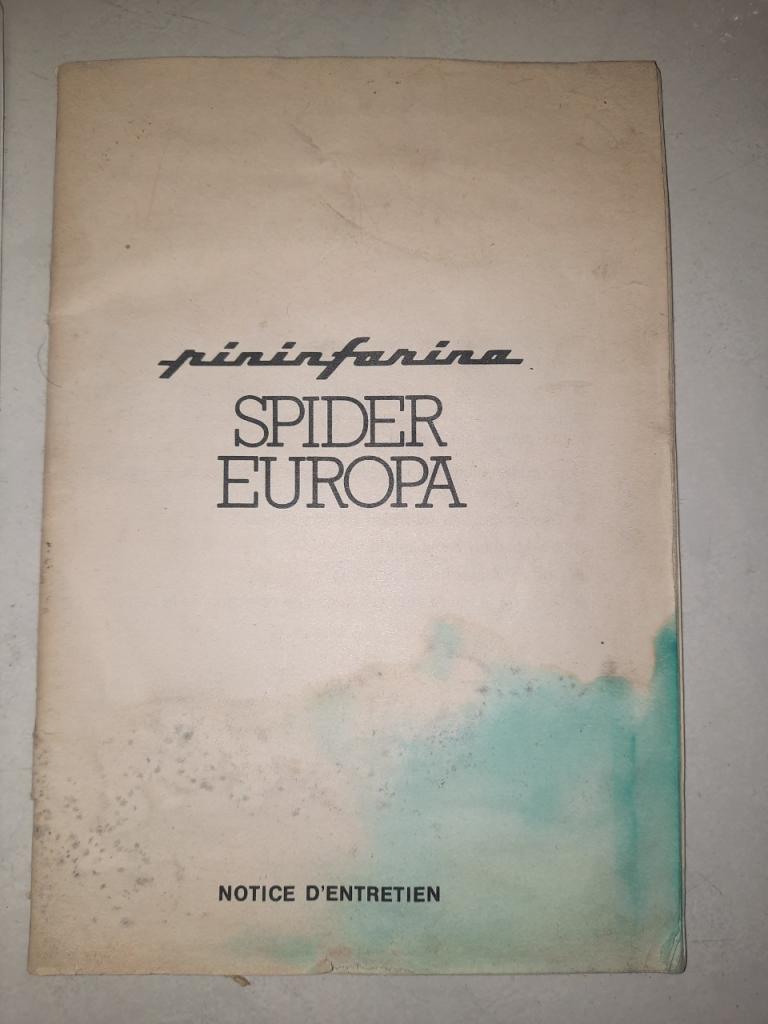 pininfarina
SPIDER
EUROPA
NOTICE D'ENTRETIEN